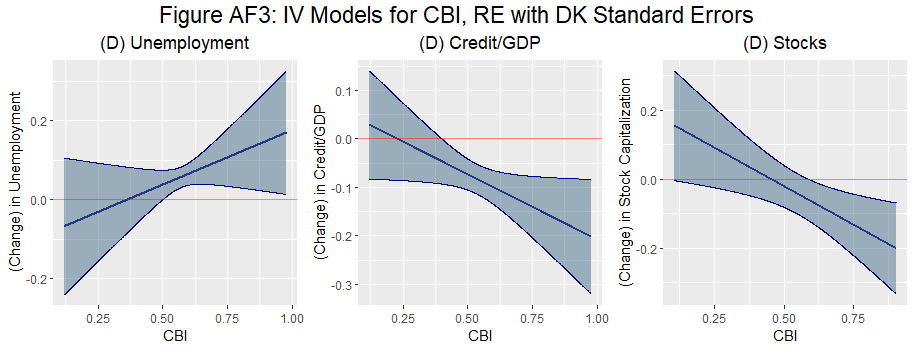 Figure AF3: IV Models for CBI, RE with DK Standard Errors
(D) Unemployment
(Change) in Unemployment
0.2
0.0
-0.2
0.25
0.50
0.75
1.00
CBI
(D) Credit/GDP
(Change) in Credit/GDP
0.1
0.0
-0.1
-0.2
-0.3
0.25
0.50
0.75
1.00
CBI
(D) Stocks
(Change) in Stock Capitalization
0.2
0.0
-0.2
0.25
0.50
0.75
CBI